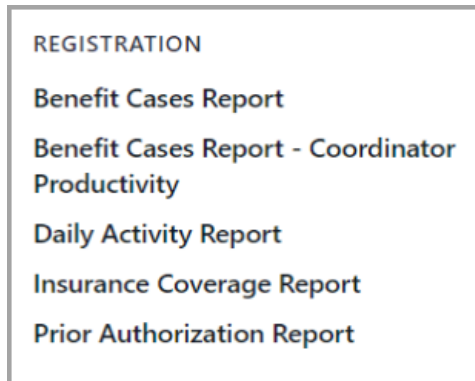 REGISTRATION
Benefit Cases Report
Benefit Cases Report - Coordinator
Productivity
Daily Activity Report
Insurance Coverage Report
Prior Authorization Report